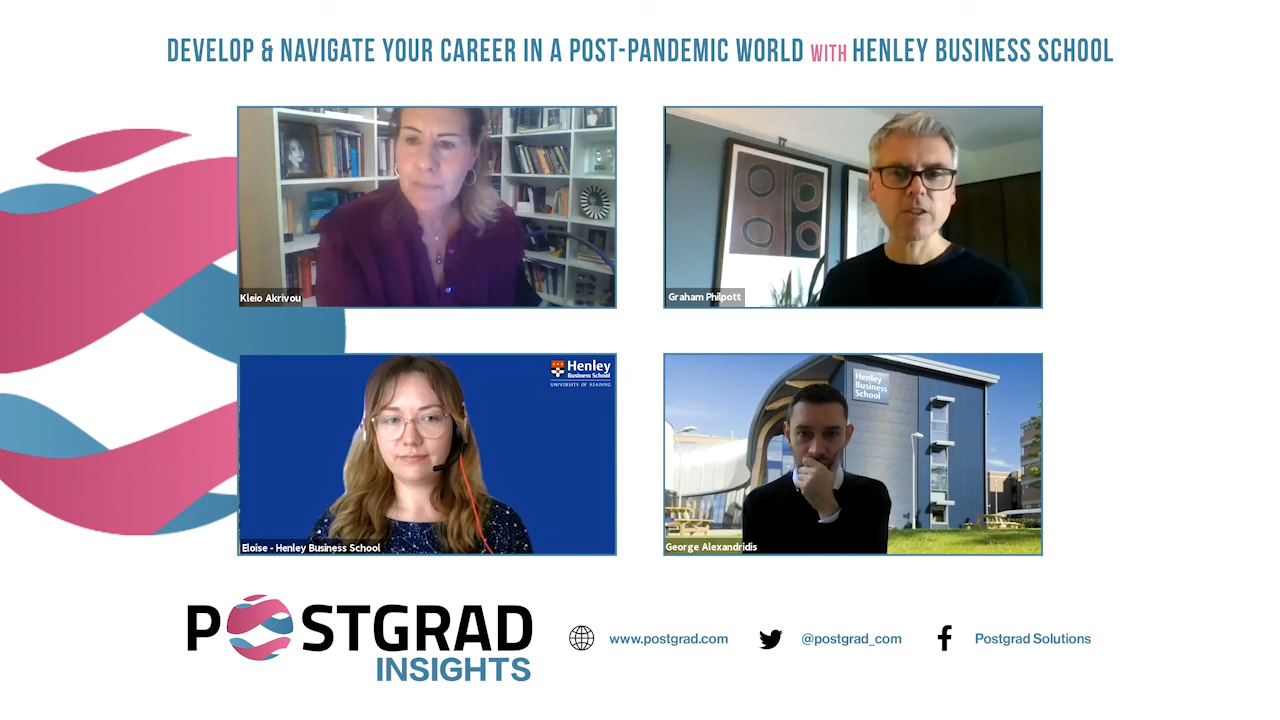 DEVELOP & NAVIGATE YOUR CAREER IN A POST-PANDEMIC WORLD WITH HENLEY BUSINESS SCHOOL
Kleio Akrivou
Graham Philpott
Henley
Business School
UNIVERSITY OF READING
Eloise - Henley Business School
Henley
Business
School
George Alexandridis
POSTGRAD
INSIGHTS
www.postgrad.com
@postgrad_com
Postgrad Solutions